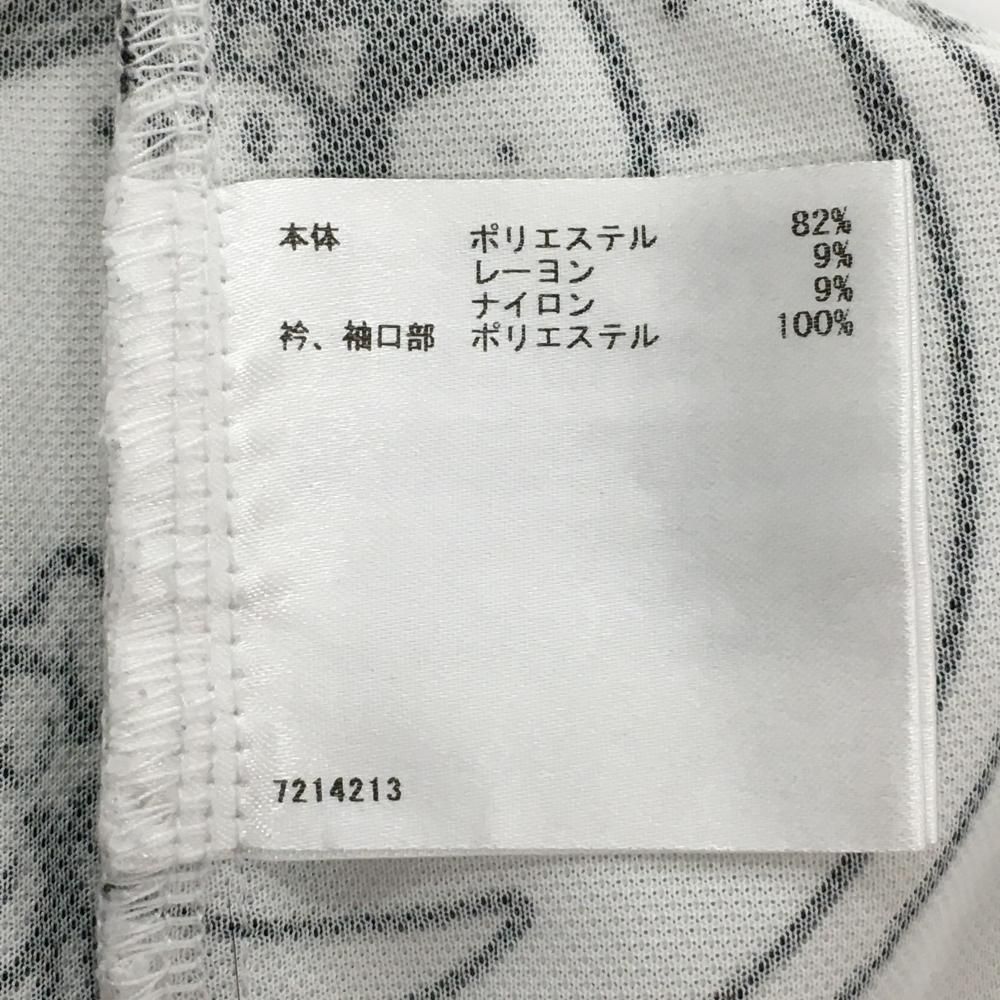 本体 ポリエステル 82%
レーヨン 9%
ナイロン 9%
衿、袖口部 ポリエステル 100%
7214213